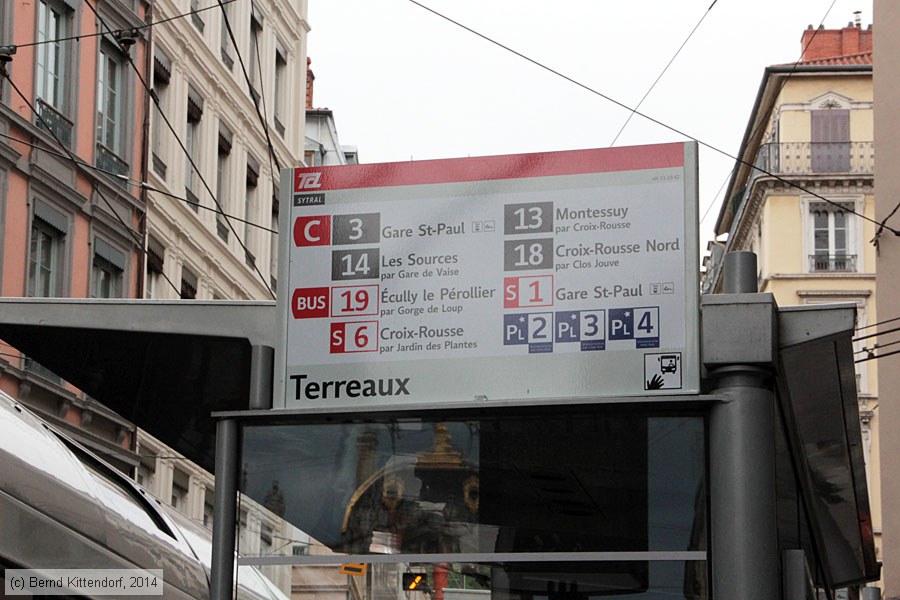 TCL
SYTRAL
C 3 Gare St-Paul
14 Les Sources
par Gare de Vaise
BUS 19 Écully le Pérollier
par Gorge de Loup
S 6 Croix-Rousse
par Jardin des Plantes
13 Montessuy
par Croix-Rousse
18 Croix-Rousse Nord
par Clos Jouve
S 1 Gare St-Paul
PL 2 PL 3 PL 4
Terreaux
(c) Bernd Kittendorf, 2014